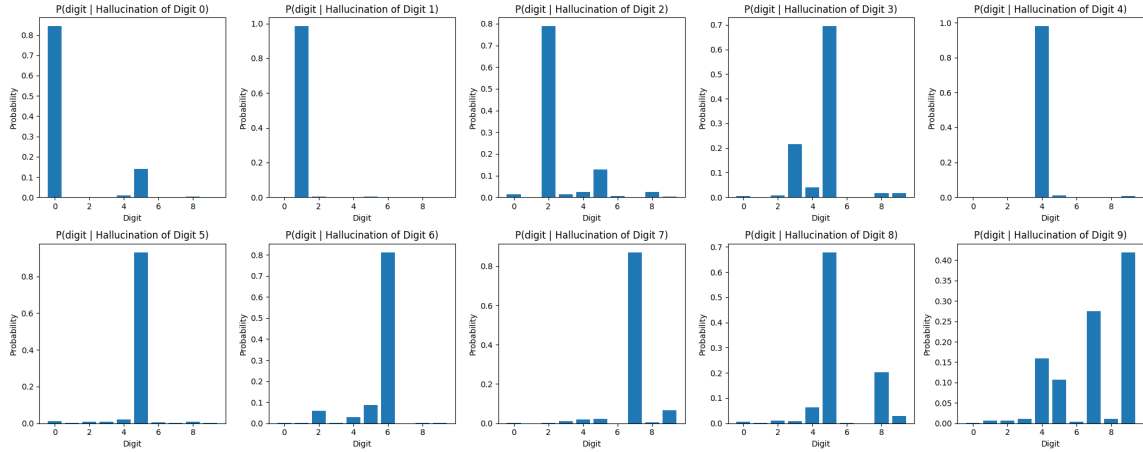 P(digit | Hallucination of Digit 0)
Probability
0.8
0.7
0.6
0.5
0.4
0.3
0.2
0.1
0.0
0 2 4 6 8
Digit
P(digit | Hallucination of Digit 1)
Probability
1.0
0.8
0.6
0.4
0.2
0.0
0 2 4 6 8
Digit
P(digit | Hallucination of Digit 2)
Probability
0.8
0.7
0.6
0.5
0.4
0.3
0.2
0.1
0.0
0 2 4 6 8
Digit
P(digit | Hallucination of Digit 3)
Probability
0.7
0.6
0.5
0.4
0.3
0.2
0.1
0.0
0 2 4 6 8
Digit
P(digit | Hallucination of Digit 4)
Probability
1.0
0.8
0.6
0.4
0.2
0.0
0 2 4 6 8
Digit
P(digit | Hallucination of Digit 5)
Probability
0.8
0.6
0.4
0.2
0.0
0 2 4 6 8
Digit
P(digit | Hallucination of Digit 6)
Probability
0.8
0.7
0.6
0.5
0.4
0.3
0.2
0.1
0.0
0 2 4 6 8
Digit
P(digit | Hallucination of Digit 7)
Probability
0.8
0.6
0.4
0.2
0.0
0 2 4 6 8
Digit
P(digit | Hallucination of Digit 8)
Probability
0.7
0.6
0.5
0.4
0.3
0.2
0.1
0.0
0 2 4 6 8
Digit
P(digit | Hallucination of Digit 9)
Probability
0.40
0.35
0.30
0.25
0.20
0.15
0.10
0.05
0.00
0 2 4 6 8
Digit